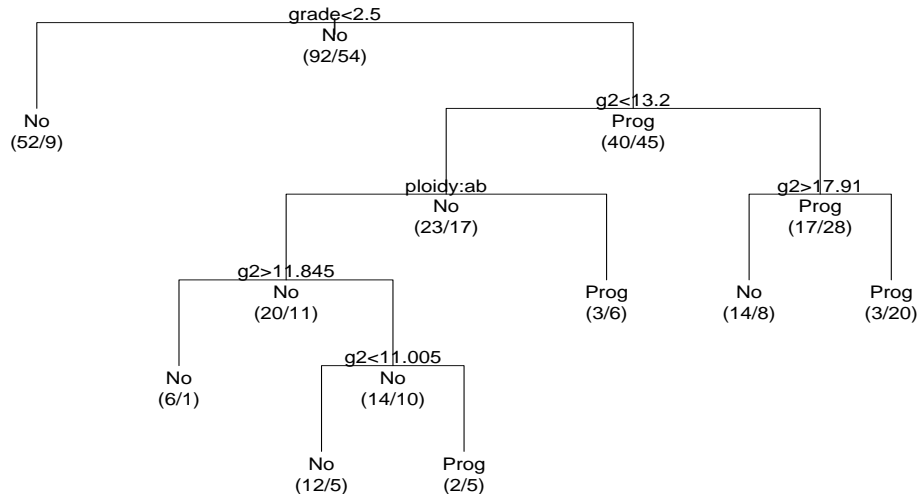 grade<2.5
No
(92/54)
g2<13.2
No
Prog
(52/9)
(40/45)
ploidy:ab
g2>17.91
No
Prog
(23/17)
(17/28)
g2>11.845
No
Prog
No
Prog
(20/11)
(3/6)
(14/8)
(3/20)
g2<11.005
No
No
(6/1)
(14/10)
No
Prog
(12/5)
(2/5)